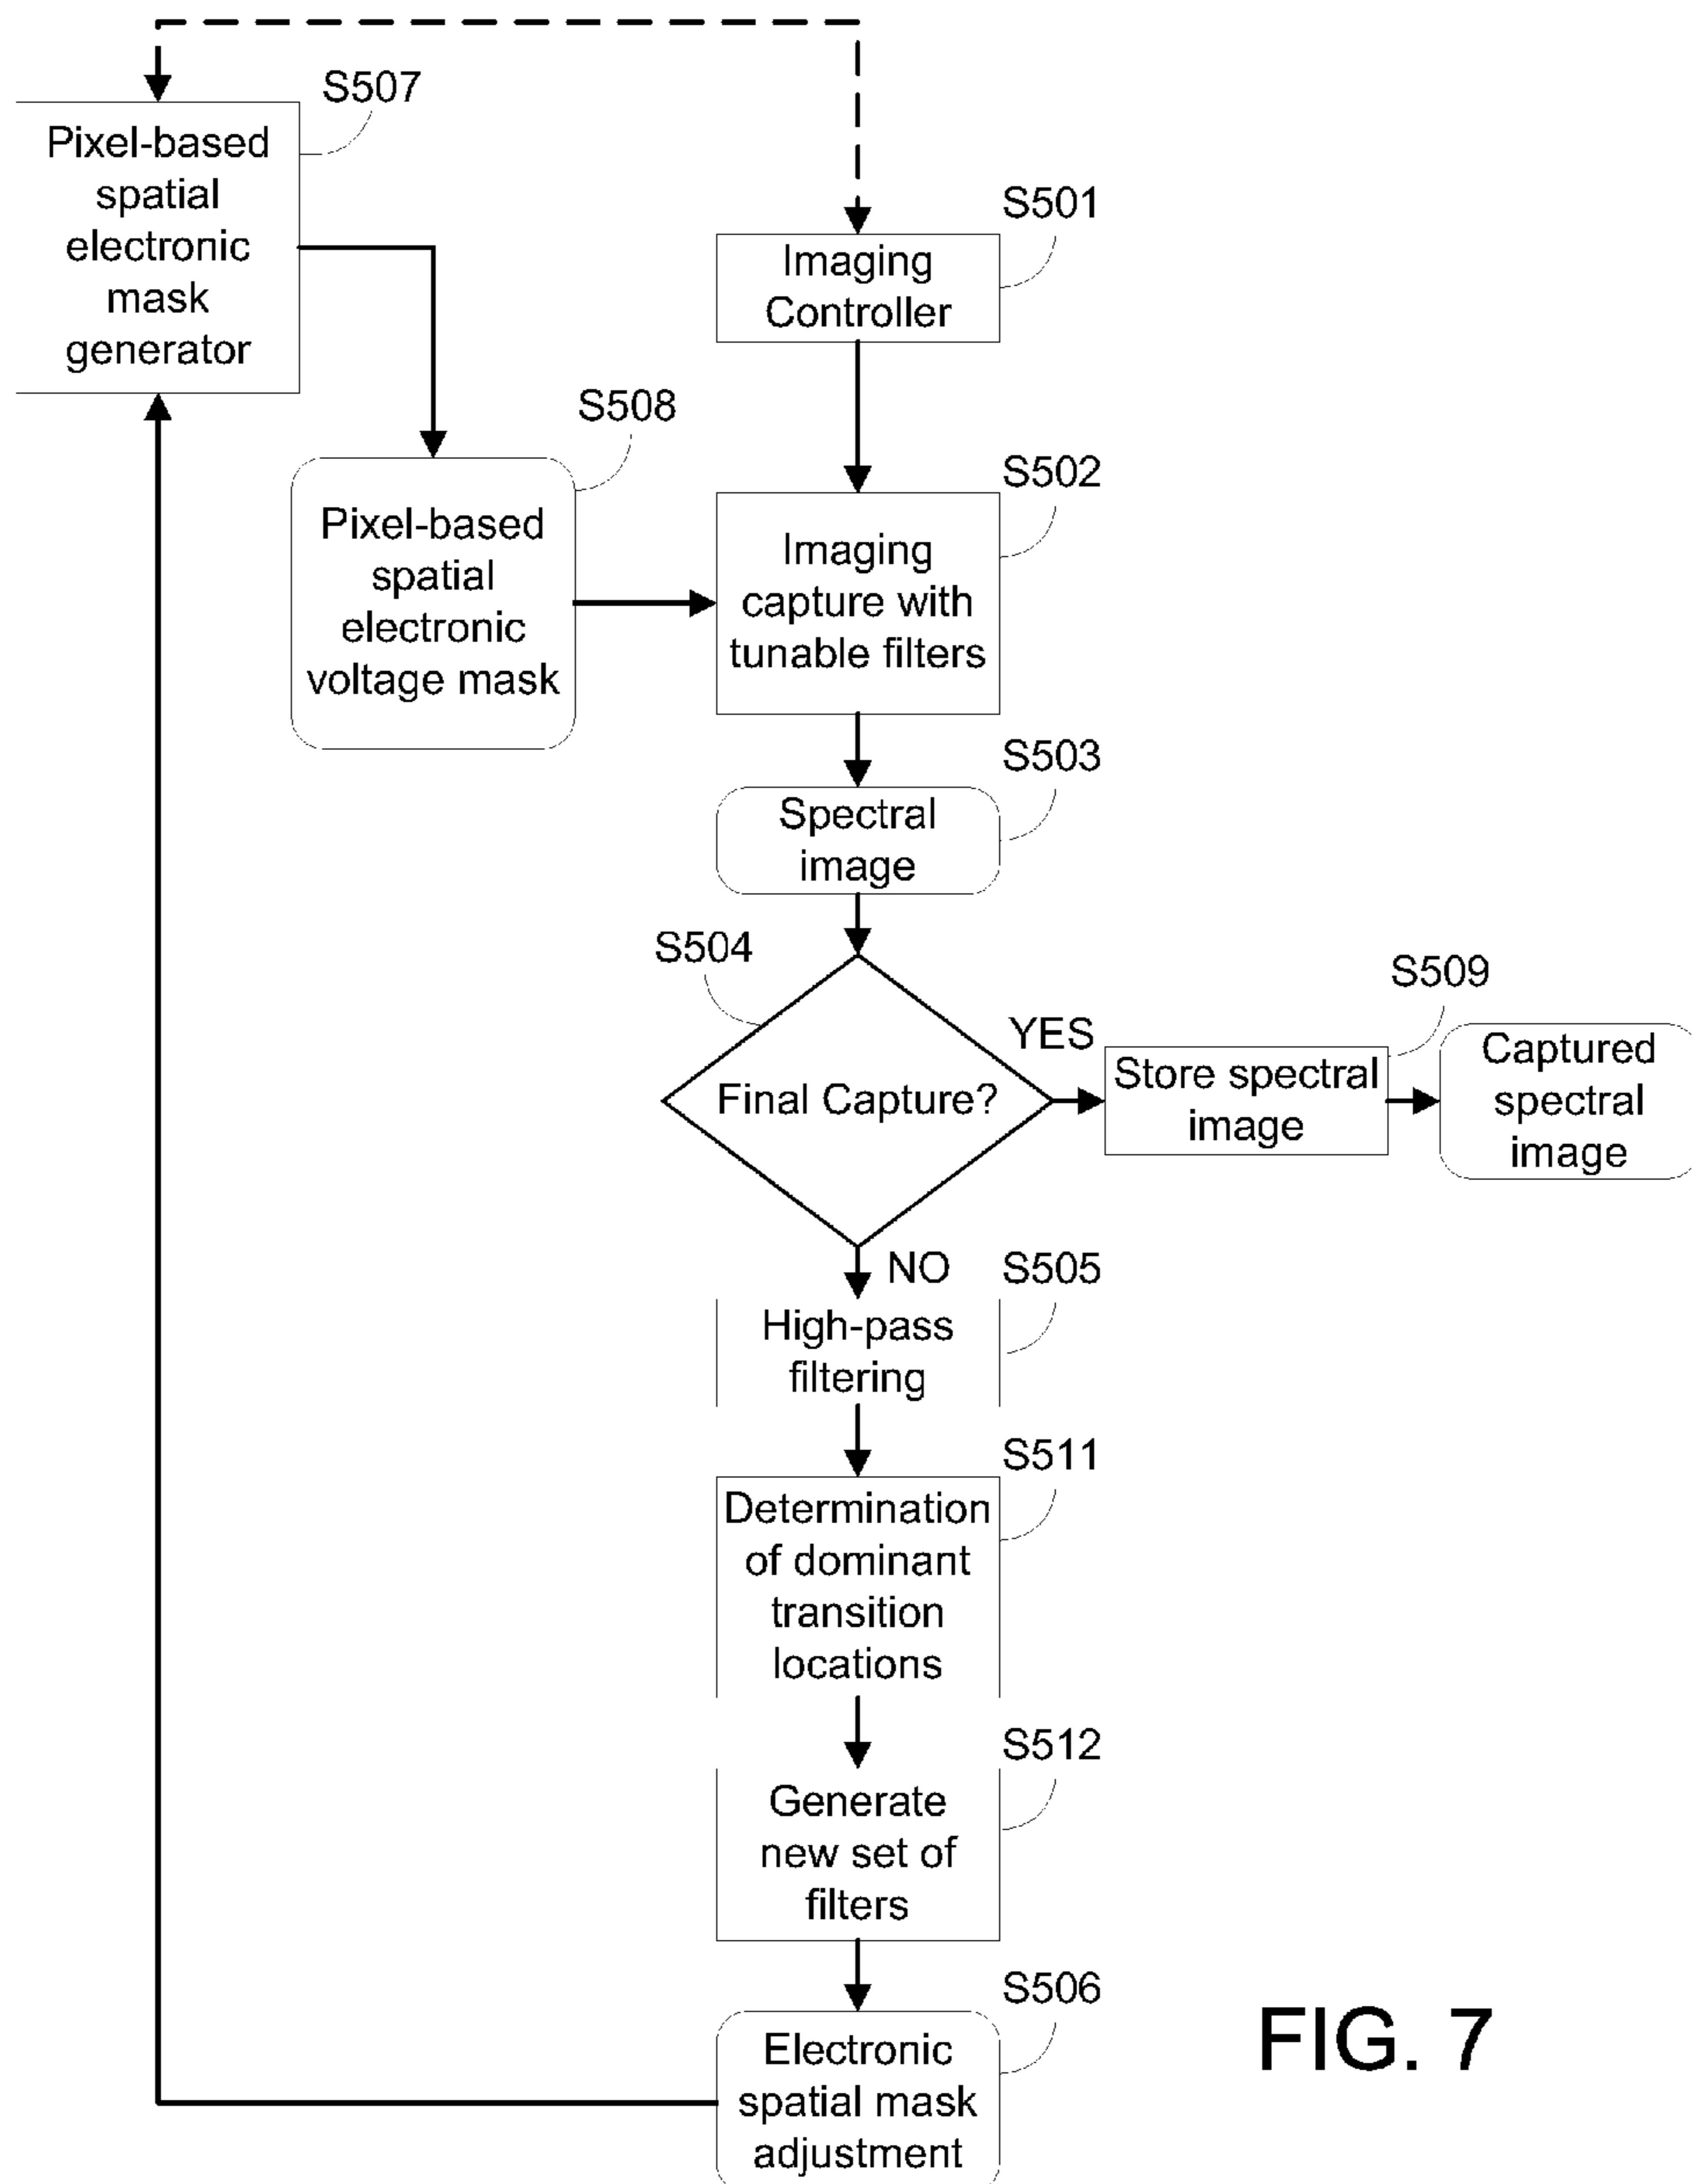 S507
Pixel-based
spatial
electronic
mask
generator
S501
Imaging
Controller
S508
Pixel-based
spatial
electronic
voltage mask
S502
Imaging
capture with
tunable filters
S503
Spectral
image
S504
Final Capture?
YES
S509
Store spectral
image
Captured
spectral
image
NO
S505
High-pass
filtering
S511
Determination
of dominant
transition
locations
S512
Generate
new set of
filters
S506
Electronic
spatial mask
adjustment
FIG. 7